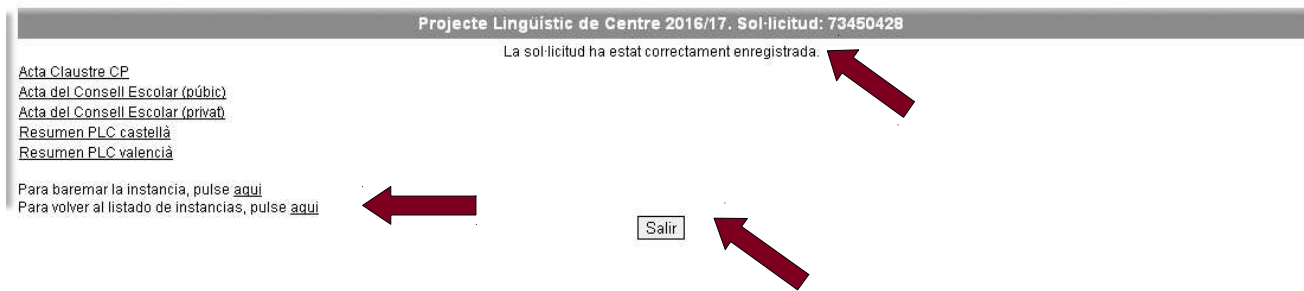 Projecte Lingüístic de Centre 2016/17. Sol·licitud: 73450428
La sol·licitud ha estat correctament enregistrada.
Acta Claustre CP
Acta del Consell Escolar (púbic)
Acta del Consell Escolar (privat)
Resumen PLC castellà
Resumen PLC valencià
Para baremar la instancia, pulse aqui
Para volver al listado de instancias, pulse aqui
Salir